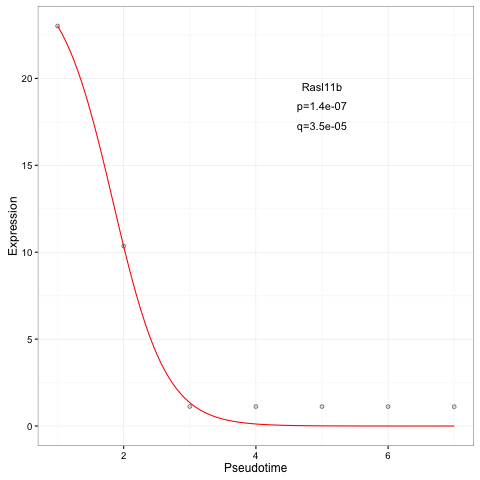 Rasl11b
p=1.4e-07
q=3.5e-05
20
15
10
5
0
Expression
2 4 6
Pseudotime